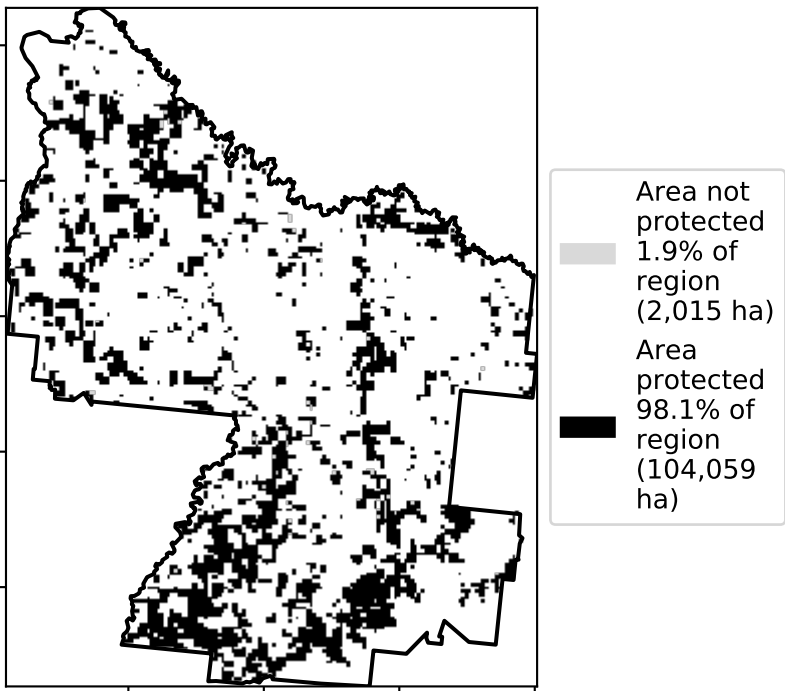 Area not
protected
1.9% of
region
(2,015 ha)
Area
protected
98.1% of
region
(104,059
ha)